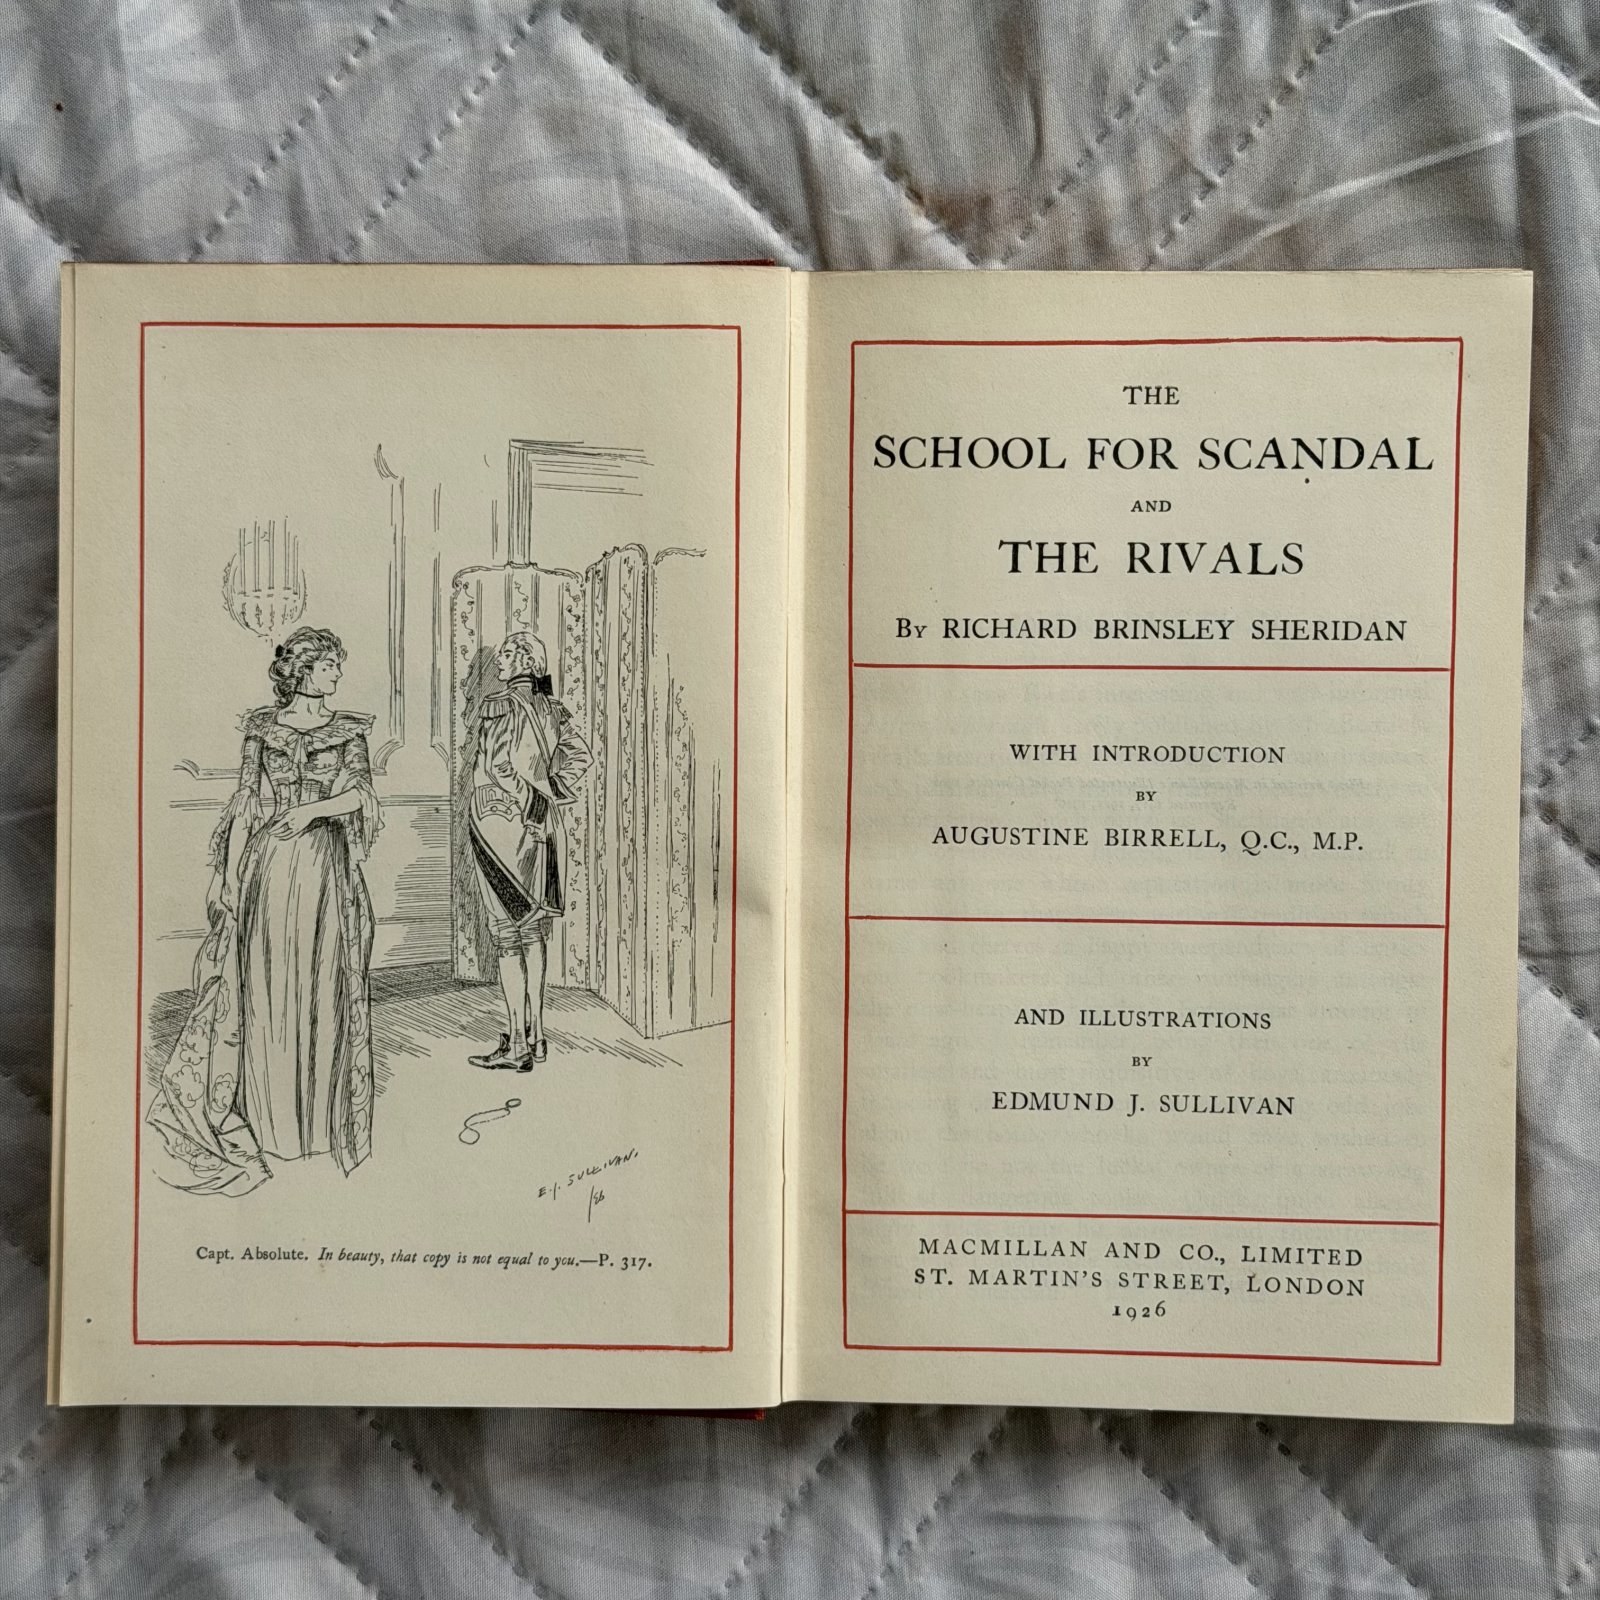 E. J. SULLIVAN.
/96
Capt. Absolute. In beauty, that copy is not equal to you.—P. 317.
THE
SCHOOL FOR SCANDAL
AND
THE RIVALS
By RICHARD BRINSLEY SHERIDAN
WITH INTRODUCTION
BY
AUGUSTINE BIRRELL, Q.C., M.P.
AND ILLUSTRATIONS
BY
EDMUND J. SULLIVAN
MACMILLAN AND CO., LIMITED
ST. MARTIN'S STREET, LONDON
1926